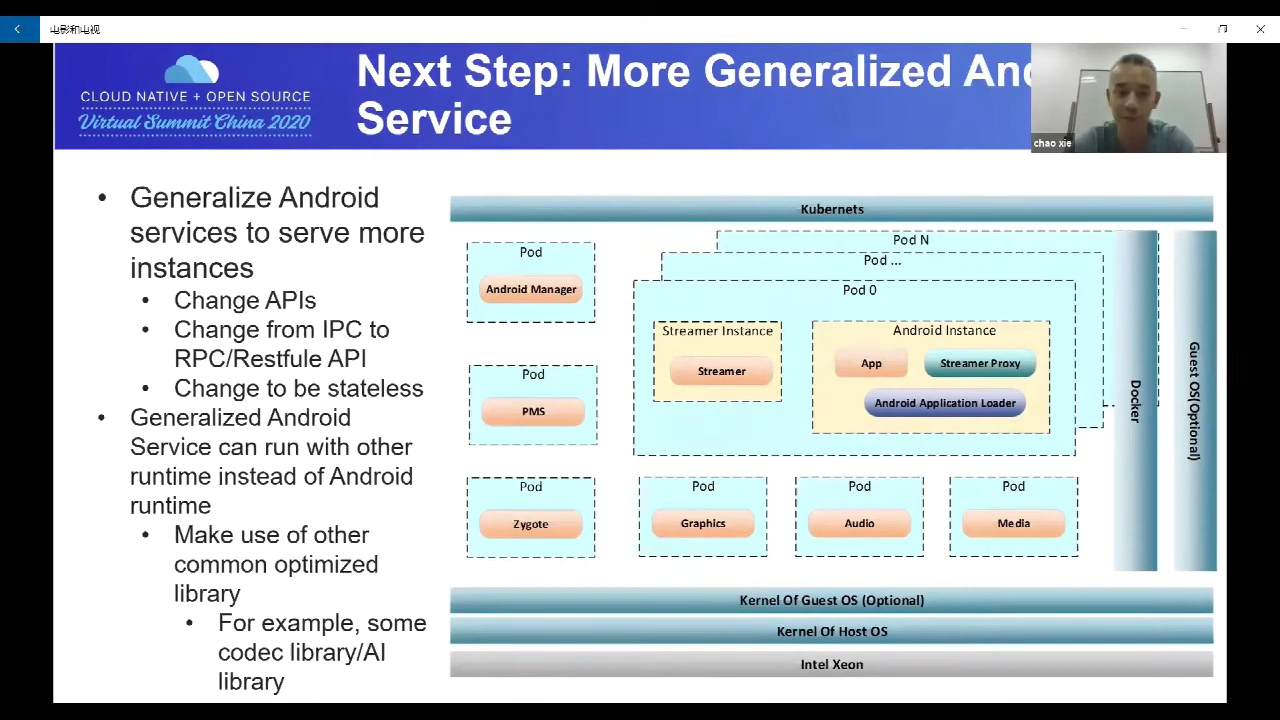 电影和电视
CLOUD NATIVE + OPEN SOURCE
Virtual Summit China 2020
Next Step: More Generalized And
Service
chao xie
• Generalize Android
services to serve more
instances
• Change APIs
• Change from IPC to
RPC/Restfule API
• Change to be stateless
• Generalized Android
Service can run with other
runtime instead of Android
runtime
• Make use of other
common optimized
library
• For example, some
codec library/AI
library
Kubernets
Pod
Android Manager
Pod N
Pod ...
Pod 0
Streamer Instance
Streamer
Android Instance
App
Streamer Proxy
Android Application Loader
Pod
PMS
Pod
Zygote
Pod
Graphics
Pod
Audio
Pod
Media
Docker
Guest OS(Optional)
Kernel Of Guest OS (Optional)
Kernel Of Host OS
Intel Xeon